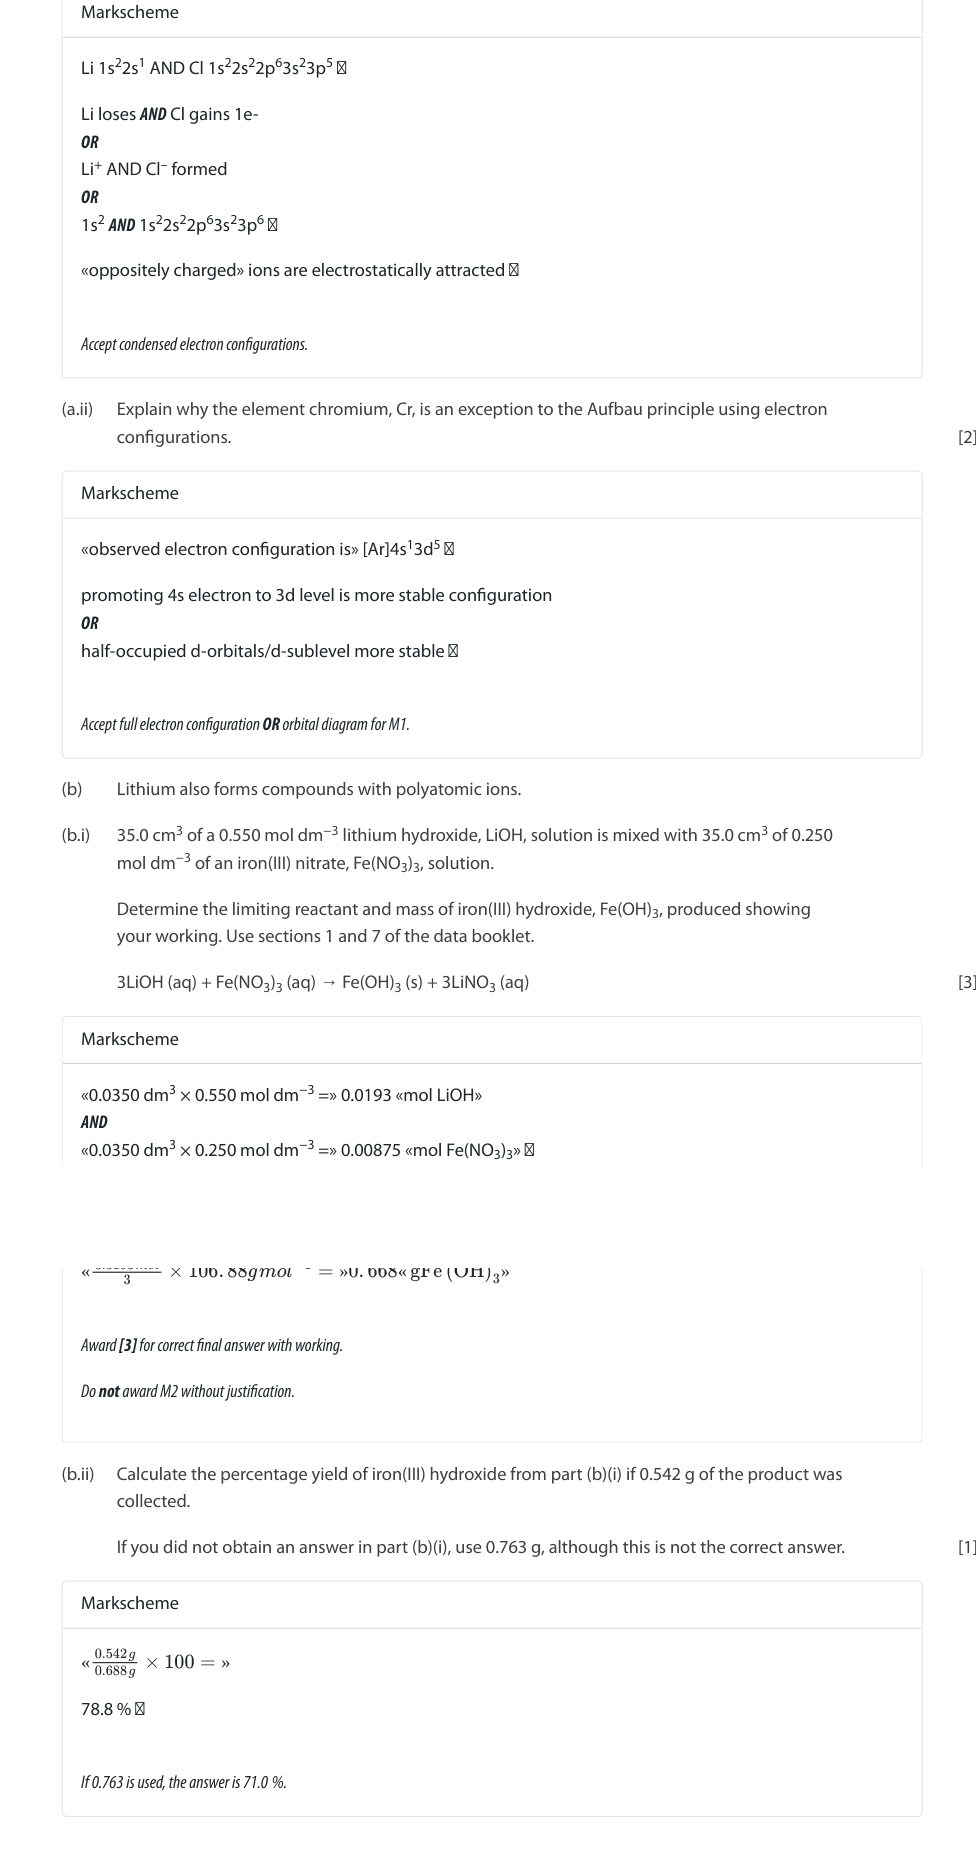 Markscheme
Li 1s²2s¹ AND Cl 1s²2s²2p⁶3s²3p⁵
Li loses AND Cl gains 1e-
OR
Li⁺ AND Cl⁻ formed
OR
1s² AND 1s²2s²2p⁶3s²3p⁶
«oppositely charged» ions are electrostatically attracted
Accept condensed electron configurations.
(a.ii) Explain why the element chromium, Cr, is an exception to the Aufbau principle using electron
configurations.
[2]
Markscheme
«observed electron configuration is» [Ar]4s¹3d⁵
promoting 4s electron to 3d level is more stable configuration
OR
half-occupied d-orbitals/d-sublevel more stable
Accept full electron configuration OR orbital diagram for M1.
(b) Lithium also forms compounds with polyatomic ions.
(b.i) 35.0 cm³ of a 0.550 mol dm⁻³ lithium hydroxide, LiOH, solution is mixed with 35.0 cm³ of 0.250
mol dm⁻³ of an iron(III) nitrate, Fe(NO₃)₃, solution.
Determine the limiting reactant and mass of iron(III) hydroxide, Fe(OH)₃, produced showing
your working. Use sections 1 and 7 of the data booklet.
3LiOH (aq) + Fe(NO₃)₃ (aq) → Fe(OH)₃ (s) + 3LiNO₃ (aq) [3]
Markscheme
«0.0350 dm³ × 0.550 mol dm⁻³ =» 0.0193 «mol LiOH»
AND
«0.0350 dm³ × 0.250 mol dm⁻³ =» 0.00875 «mol Fe(NO₃)₃»
3 × 106.88gmol = »0.668« gFe(OH)₃»
Award [3] for correct final answer with working.
Do not award M2 without justification.
(b.ii) Calculate the percentage yield of iron(III) hydroxide from part (b)(i) if 0.542 g of the product was
collected.
If you did not obtain an answer in part (b)(i), use 0.763 g, although this is not the correct answer. [1]
Markscheme
«0.542g/0.688g × 100 = »
78.8 %
If 0.763 is used, the answer is 71.0 %.